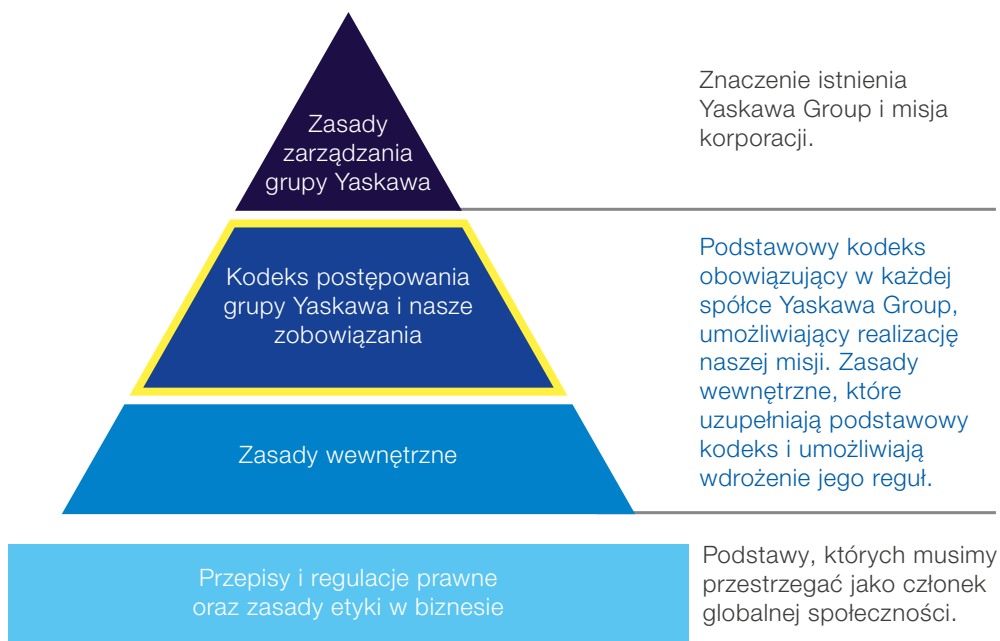 Zasady
zarządzania
grupy Yaskawa
Znaczenie istnienia
Yaskawa Group i misja
korporacji.
Kodeks postępowania
grupy Yaskawa i nasze
zobowiązania
Podstawowy kodeks
obowiązujący w każdej
spółce Yaskawa Group,
umożliwiający realizację
naszej misji. Zasady
wewnętrzne, które
uzupełniają podstawowy
kodeks i umożliwiają
wdrożenie jego reguł.
Zasady wewnętrzne
Przepisy i regulacje prawne
oraz zasady etyki w biznesie
Podstawy, których musimy
przestrzegać jako członek
globalnej społeczności.